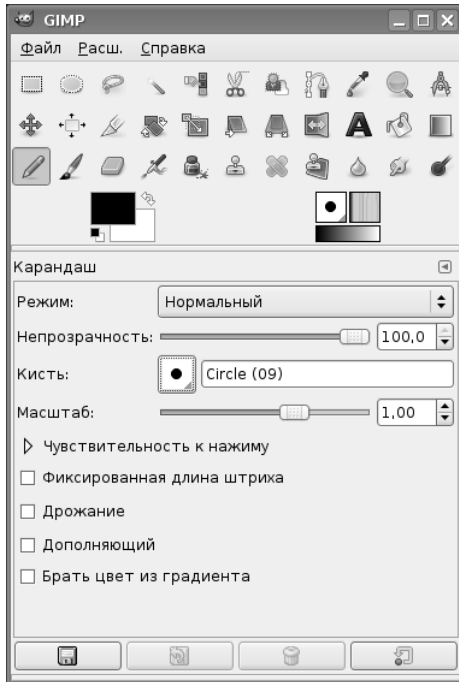 GIMP
Файл Расш. Справка
Карандаш
Режим: Нормальный
Непрозрачность: 100,0
Кисть: Circle (09)
Масштаб: 1,00
Чувствительность к нажиму
Фиксированная длина штриха
Дрожание
Дополняющий
Брать цвет из градиента